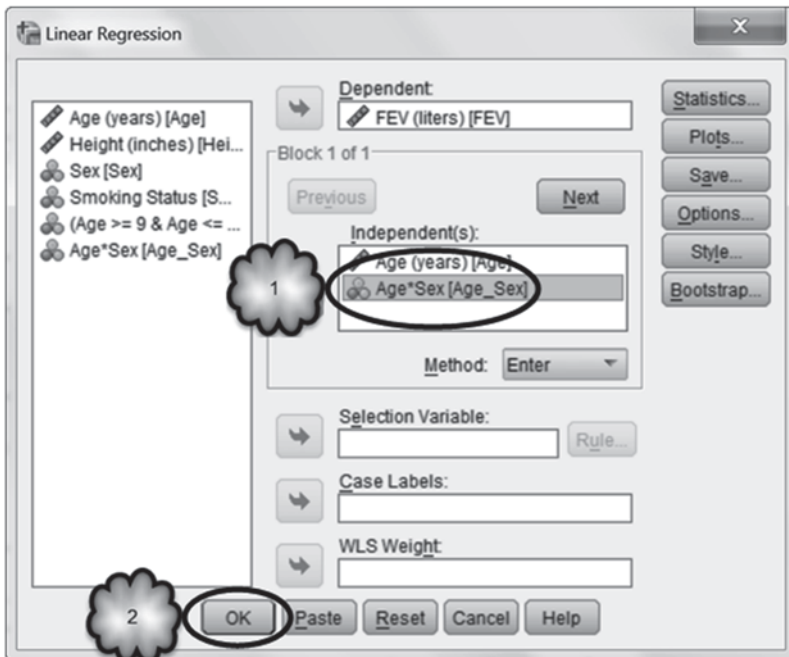 Linear Regression
X
Age (years) [Age]
Height (inches) [Hei...
Sex [Sex]
Smoking Status [S...
(Age >= 9 & Age <= ...
Age*Sex [Age_Sex]
Dependent:
FEV (liters) [FEV]
Block 1 of 1
Previous
Next
Independent(s):
Age (years) [Age]
Age*Sex [Age_Sex]
1
Method: Enter
Selection Variable:
Rule...
Case Labels:
WLS Weight:
Statistics...
Plots...
Save...
Options...
Style...
Bootstrap...
2
OK Paste Reset Cancel Help